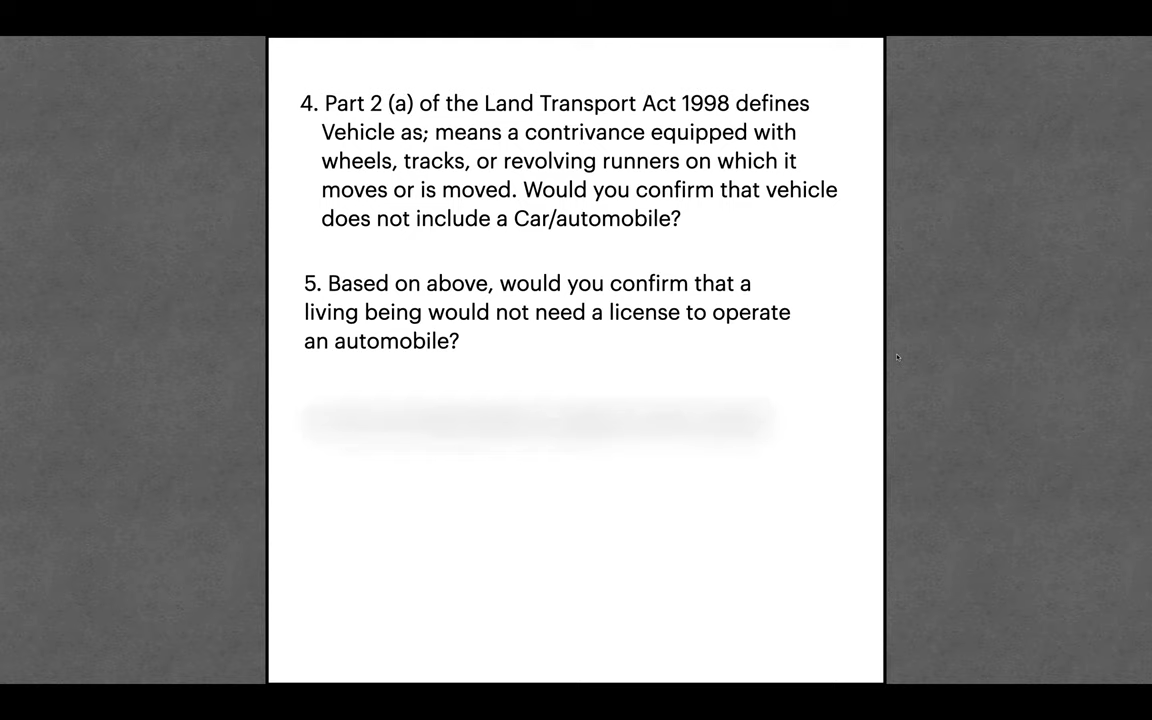 4. Part 2 (a) of the Land Transport Act 1998 defines
Vehicle as; means a contrivance equipped with
wheels, tracks, or revolving runners on which it
moves or is moved. Would you confirm that vehicle
does not include a Car/automobile?
5. Based on above, would you confirm that a
living being would not need a license to operate
an automobile?